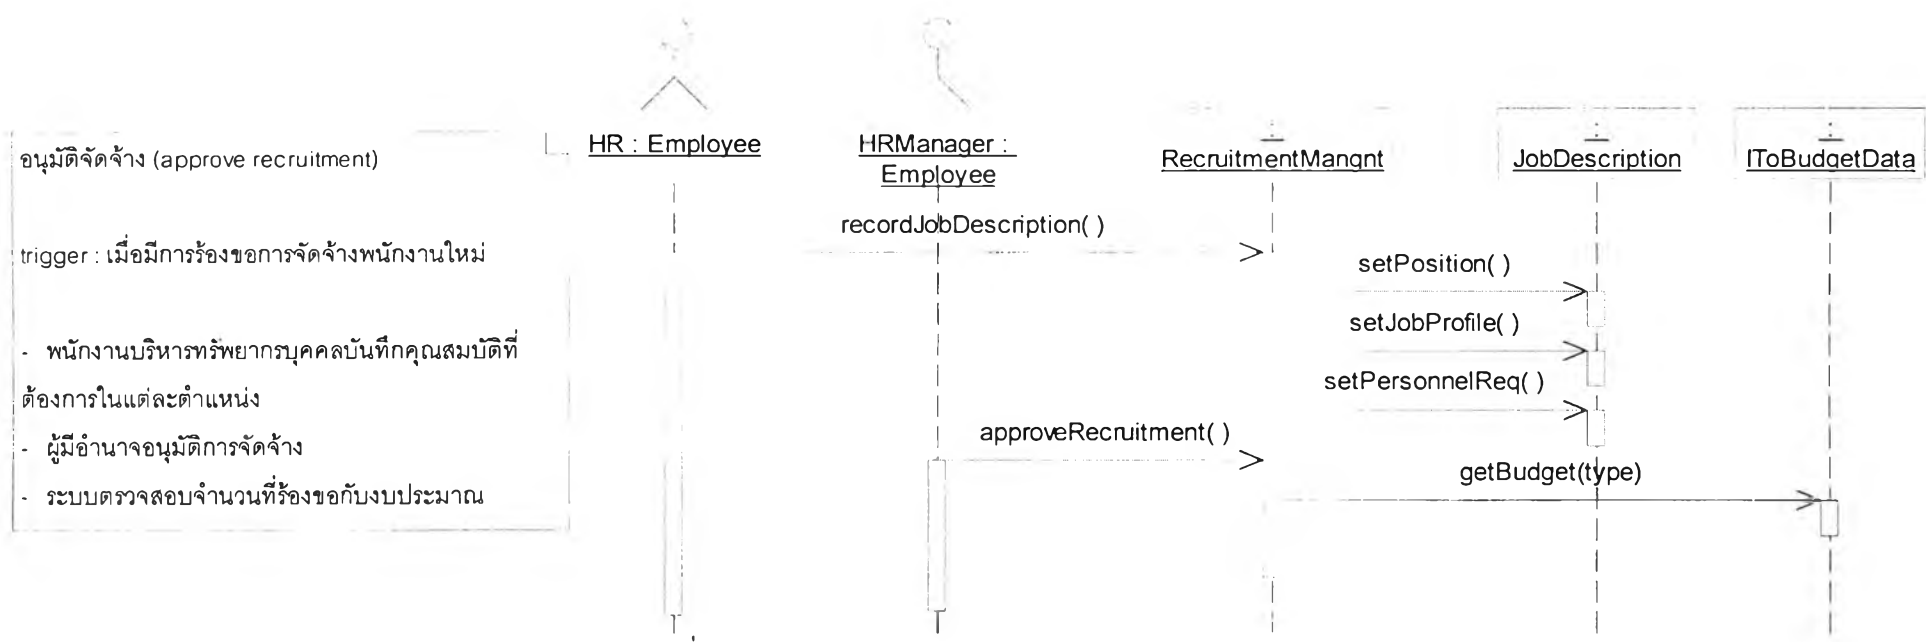 อนุมัติจัดจ้าง (approve recruitment)
trigger : เมื่อมีการร้องขอการจัดจ้างพนักงานใหม่
- พนักงานบริหารทรัพยากรบุคคลบันทึกคุณสมบัติที่
ต้องการในแต่ละตำแหน่ง
- ผู้มีอำนาจอนุมัติการจัดจ้าง
- ระบบตรวจสอบจำนวนที่ร้องขอกับงบประมาณ
HR : Employee
HRManager :
Employee
RecruitmentManqnt
JobDescription
IToBudgetData
recordJobDescription( )
setPosition( )
setJobProfile( )
setPersonnelReq( )
approveRecruitment( )
getBudget(type)